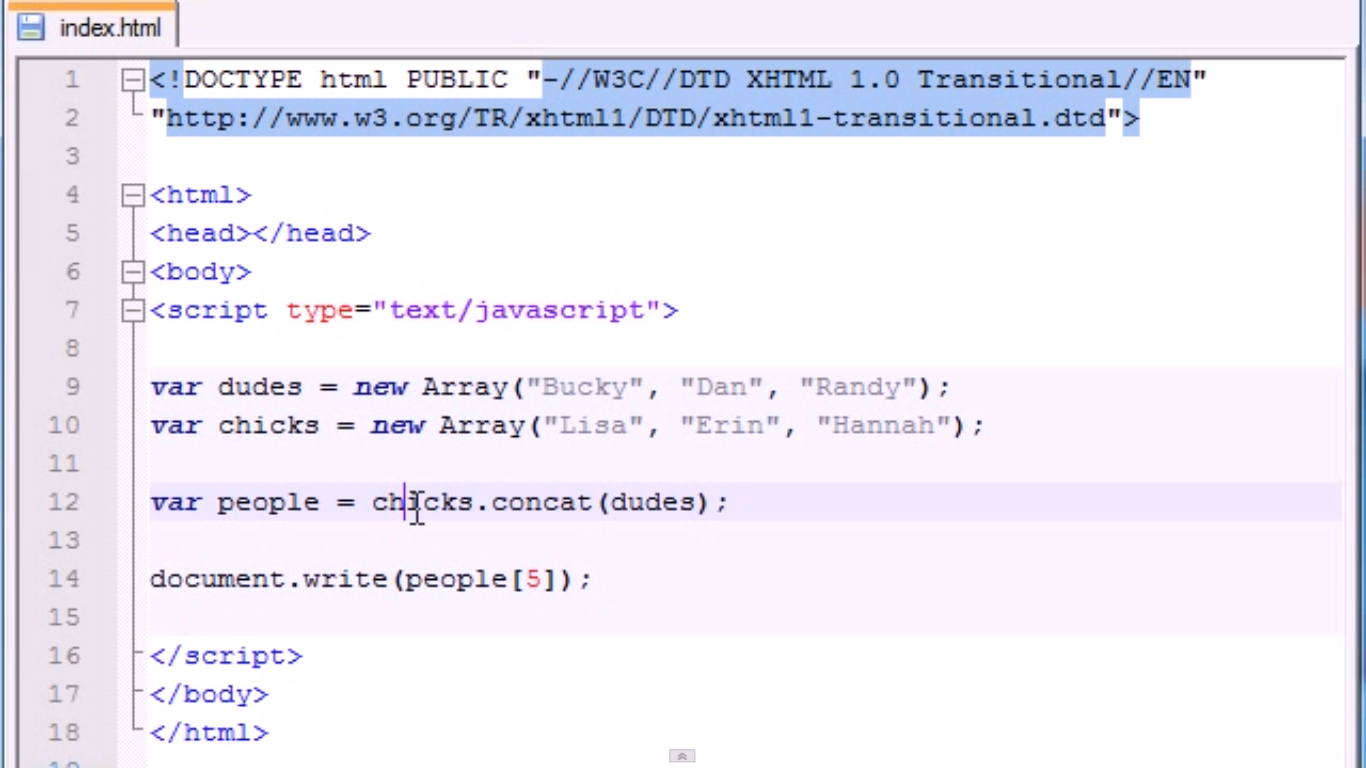 index.html
1 <!DOCTYPE html PUBLIC "-//W3C//DTD XHTML 1.0 Transitional//EN"
2 "http://www.w3.org/TR/xhtml1/DTD/xhtml1-transitional.dtd">
3
4 <html>
5 <head></head>
6 <body>
7 <script type="text/javascript">
8
9 var dudes = new Array("Bucky", "Dan", "Randy");
10 var chicks = new Array("Lisa", "Erin", "Hannah");
11
12 var people = chicks.concat(dudes);
13
14 document.write(people[5]);
15
16 </script>
17 </body>
18 </html>